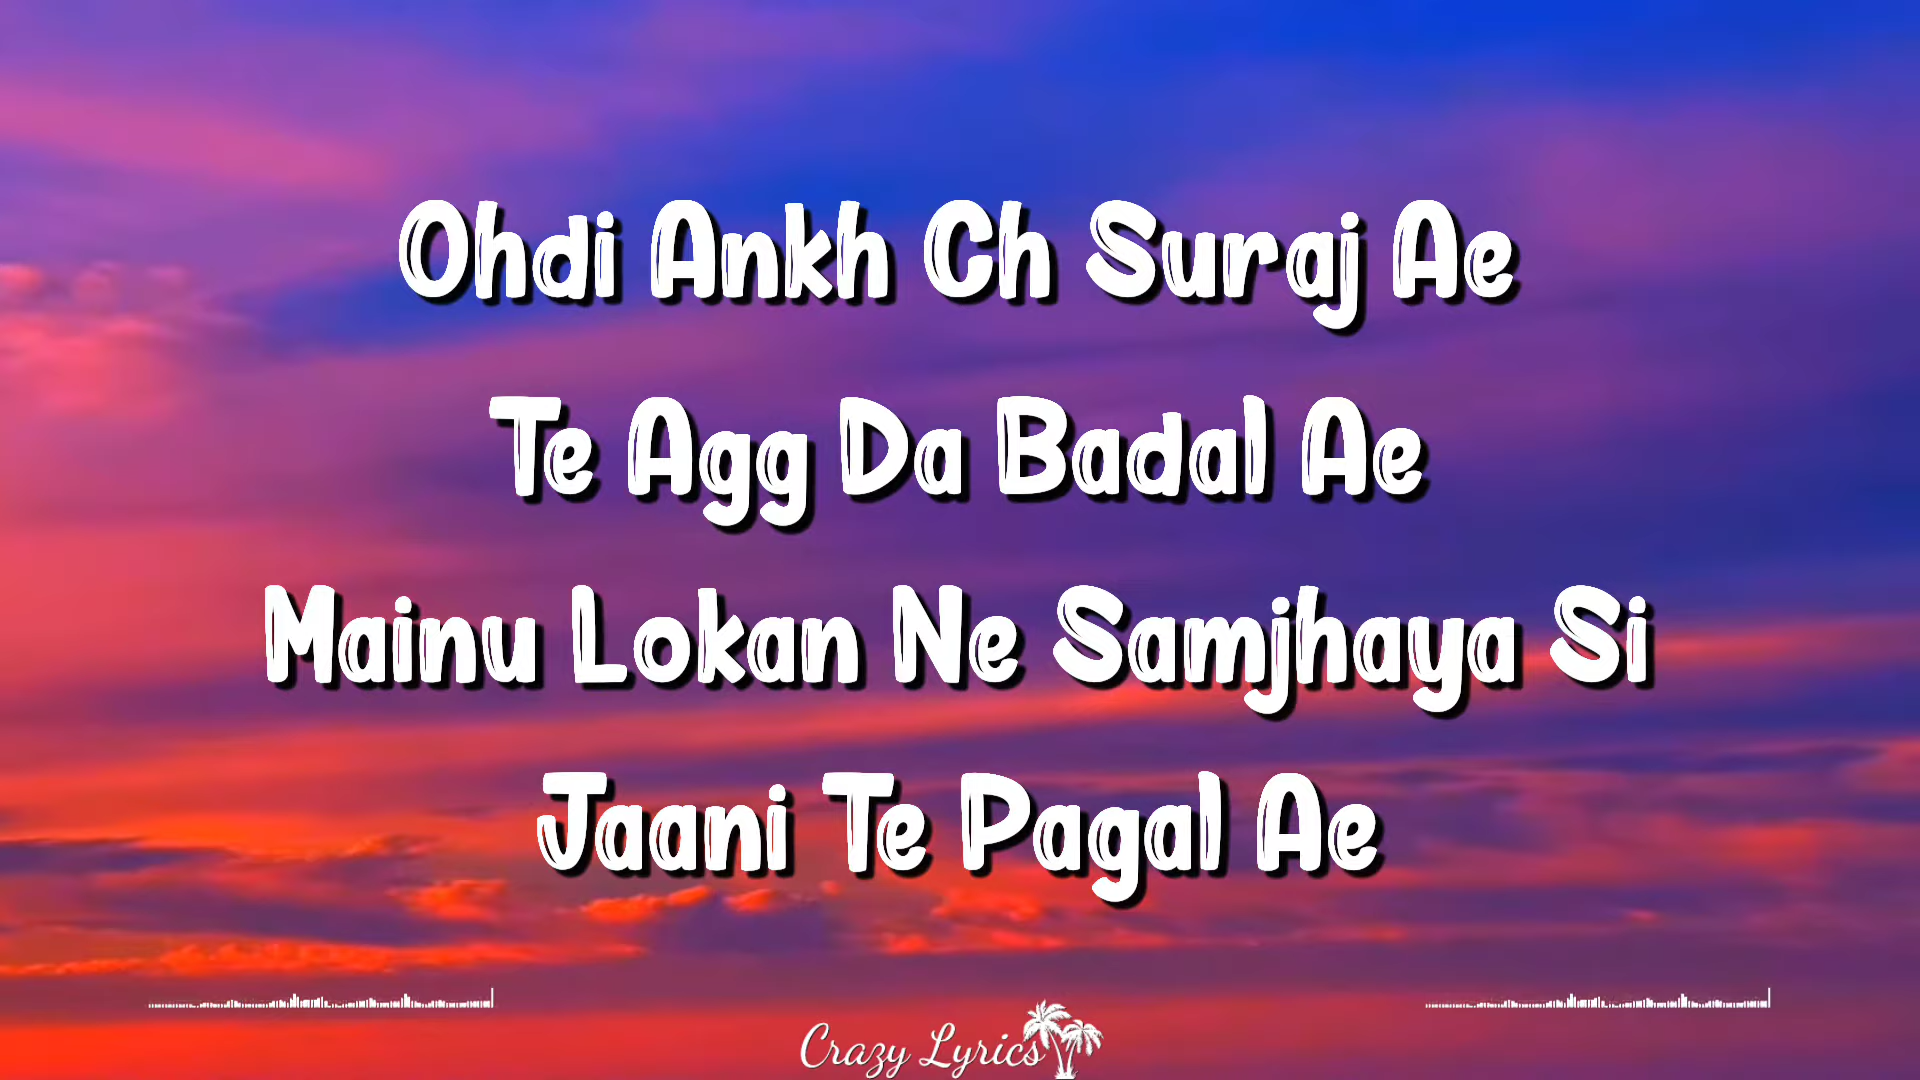 Ohdi Ankh Ch Suraj Ae
Te Agg Da Badal Ae
Mainu Lokan Ne Samjhaya Si
Jaani Te Pagal Ae
Crazy Lyrics